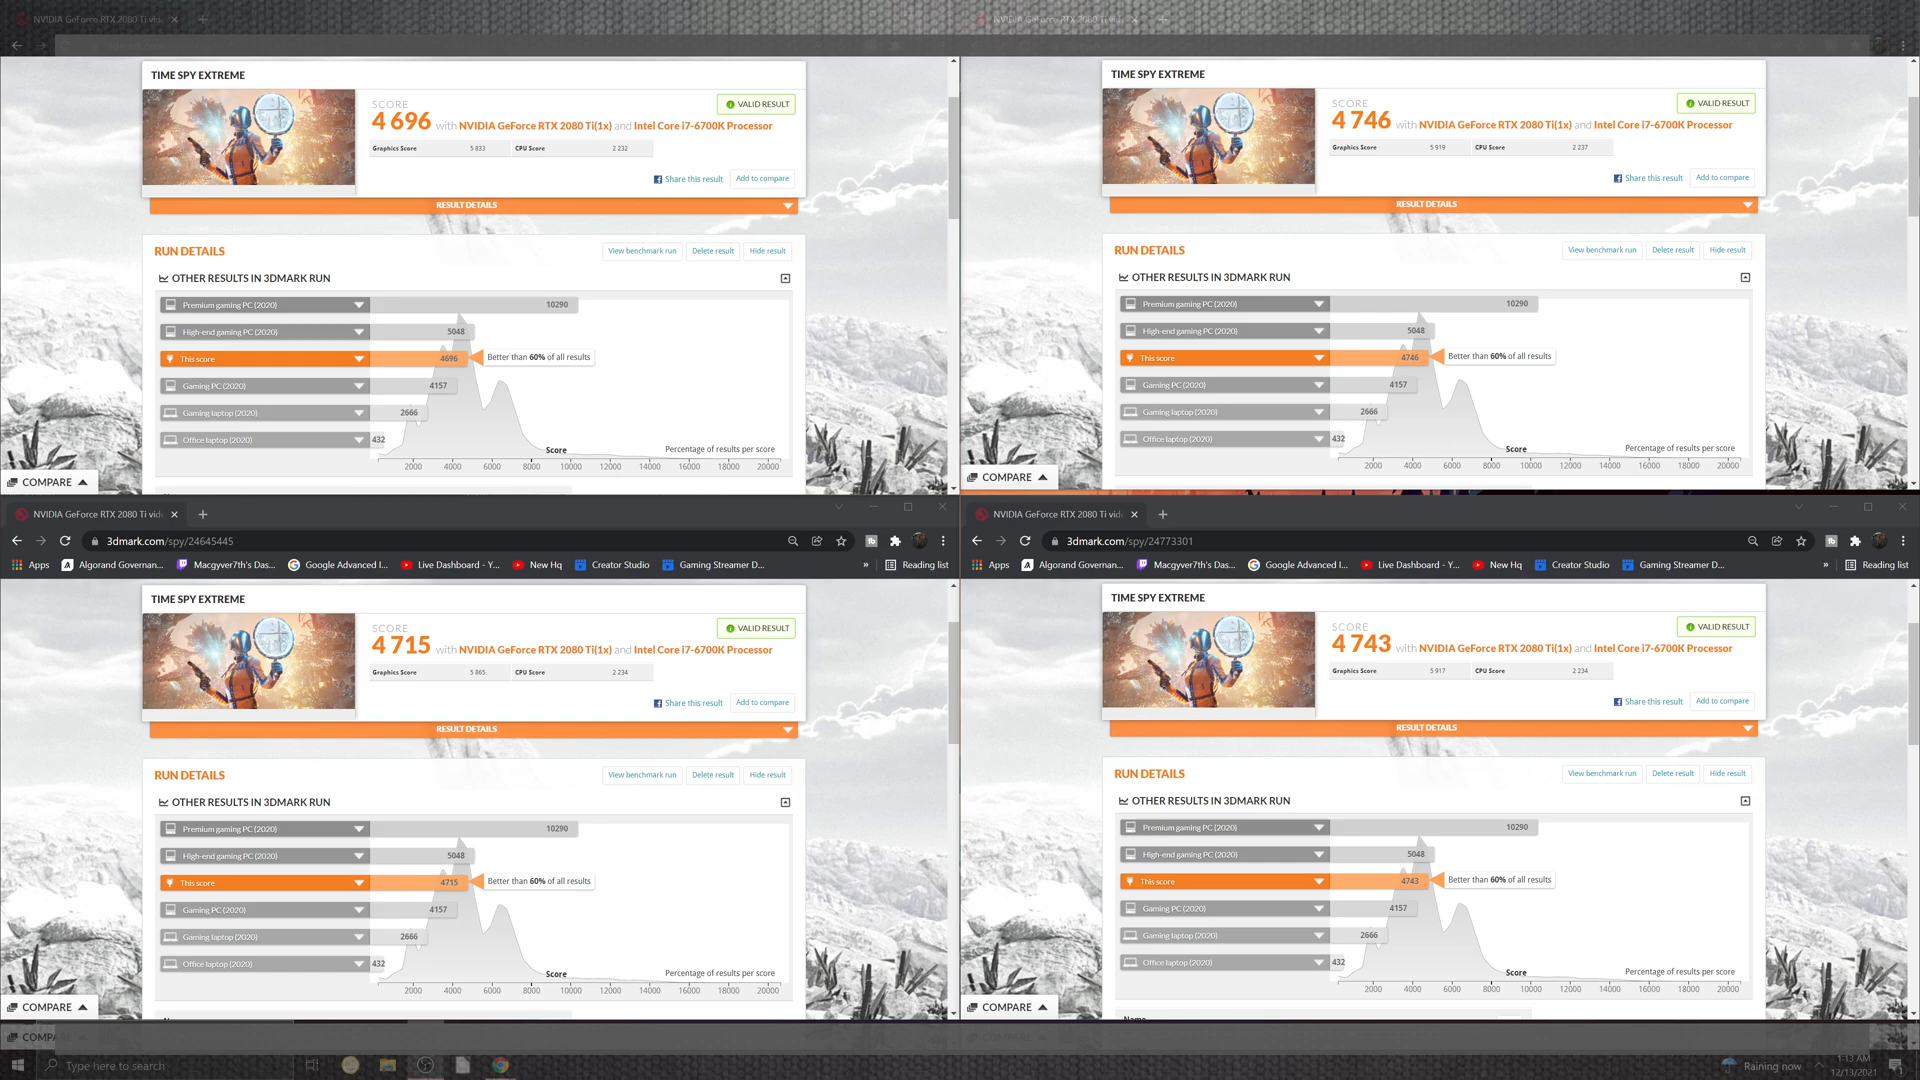 NVIDIA GeForce RTX 2080 Ti vid
TIME SPY EXTREME
SCORE
VALID RESULT
4 696 with NVIDIA GeForce RTX 2080 Ti(1x) and Intel Core i7-6700K Processor
Graphics Score 5 833 CPU Score 2 232
Share this result Add to compare
RESULT DETAILS
RUN DETAILS
View benchmark run Delete result Hide result
OTHER RESULTS IN 3DMARK RUN
Premium gaming PC (2020) 10290
High-end gaming PC (2020) 5048
This score 4696 Better than 60% of all results
Gaming PC (2020) 4157
Gaming laptop (2020) 2666
Office laptop (2020) 432
Score Percentage of results per score
2000 4000 6000 8000 10000 12000 14000 16000 18000 20000
COMPARE
NVIDIA GeForce RTX 2080 Ti vid
TIME SPY EXTREME
SCORE
VALID RESULT
4 746 with NVIDIA GeForce RTX 2080 Ti(1x) and Intel Core i7-6700K Processor
Graphics Score 5 919 CPU Score 2 237
Share this result Add to compare
RESULT DETAILS
RUN DETAILS
View benchmark run Delete result Hide result
OTHER RESULTS IN 3DMARK RUN
Premium gaming PC (2020) 10290
High-end gaming PC (2020) 5048
This score 4746 Better than 60% of all results
Gaming PC (2020) 4157
Gaming laptop (2020) 2666
Office laptop (2020) 432
Score Percentage of results per score
2000 4000 6000 8000 10000 12000 14000 16000 18000 20000
COMPARE
NVIDIA GeForce RTX 2080 Ti vid
3dmark.com/spy/24645445
Apps Algorand Governan... Macgyver7th's Das... Google Advanced I... Live Dashboard - Y... New Hq Creator Studio Gaming Streamer D... » Reading list
TIME SPY EXTREME
SCORE
VALID RESULT
4 715 with NVIDIA GeForce RTX 2080 Ti(1x) and Intel Core i7-6700K Processor
Graphics Score 5 865 CPU Score 2 234
Share this result Add to compare
RESULT DETAILS
RUN DETAILS
View benchmark run Delete result Hide result
OTHER RESULTS IN 3DMARK RUN
Premium gaming PC (2020) 10290
High-end gaming PC (2020) 5048
This score 4715 Better than 60% of all results
Gaming PC (2020) 4157
Gaming laptop (2020) 2666
Office laptop (2020) 432
Score Percentage of results per score
2000 4000 6000 8000 10000 12000 14000 16000 18000 20000
COMPARE
NVIDIA GeForce RTX 2080 Ti vid
3dmark.com/spy/24773301
Apps Algorand Governan... Macgyver7th's Das... Google Advanced I... Live Dashboard - Y... New Hq Creator Studio Gaming Streamer D... » Reading list
TIME SPY EXTREME
SCORE
VALID RESULT
4 743 with NVIDIA GeForce RTX 2080 Ti(1x) and Intel Core i7-6700K Processor
Graphics Score 5 917 CPU Score 2 234
Share this result Add to compare
RESULT DETAILS
RUN DETAILS
View benchmark run Delete result Hide result
OTHER RESULTS IN 3DMARK RUN
Premium gaming PC (2020) 10290
High-end gaming PC (2020) 5048
This score 4743 Better than 60% of all results
Gaming PC (2020) 4157
Gaming laptop (2020) 2666
Office laptop (2020) 432
Score Percentage of results per score
2000 4000 6000 8000 10000 12000 14000 16000 18000 20000
COMPARE
Type here to search
Raining now
1:13 AM
12/13/2021